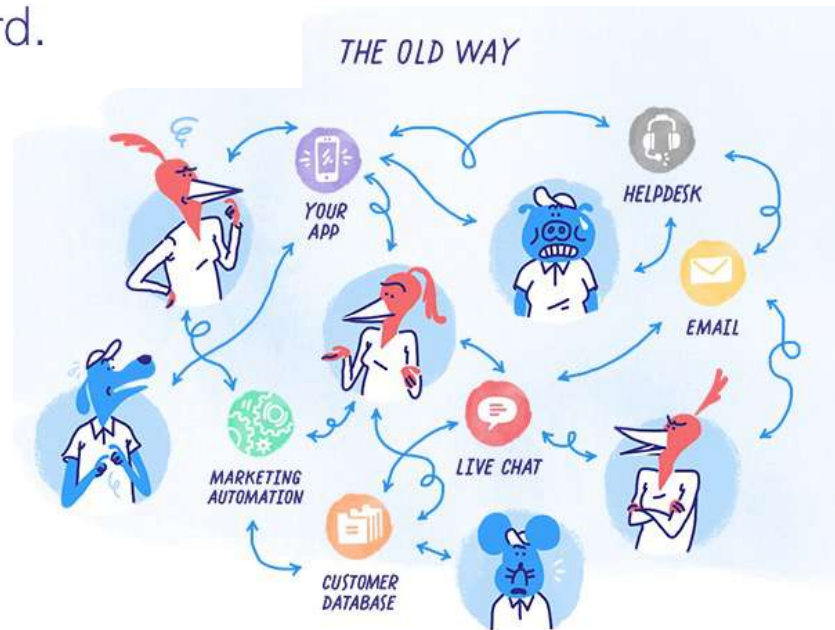 rd.
THE OLD WAY
YOUR
APP
HELPDESK
EMAIL
LIVE CHAT
MARKETING
AUTOMATION
CUSTOMER
DATABASE